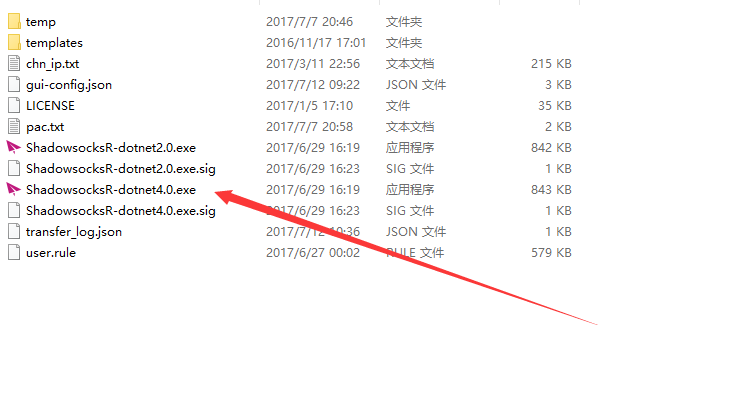 temp 2017/7/7 20:46 文件夹
templates 2016/11/17 17:01 文件夹
chn_ip.txt 2017/3/11 22:56 文本文档 215 KB
gui-config.json 2017/7/12 09:22 JSON 文件 3 KB
LICENSE 2017/1/5 17:10 文件 35 KB
pac.txt 2017/7/7 20:58 文本文档 2 KB
ShadowsocksR-dotnet2.0.exe 2017/6/29 16:19 应用程序 842 KB
ShadowsocksR-dotnet2.0.exe.sig 2017/6/29 16:23 SIG 文件 1 KB
ShadowsocksR-dotnet4.0.exe 2017/6/29 16:19 应用程序 843 KB
ShadowsocksR-dotnet4.0.exe.sig 2017/6/29 16:23 SIG 文件 1 KB
transfer_log.json 2017/7/12 10:36 JSON 文件 1 KB
user.rule 2017/6/27 00:02 RULE 文件 579 KB